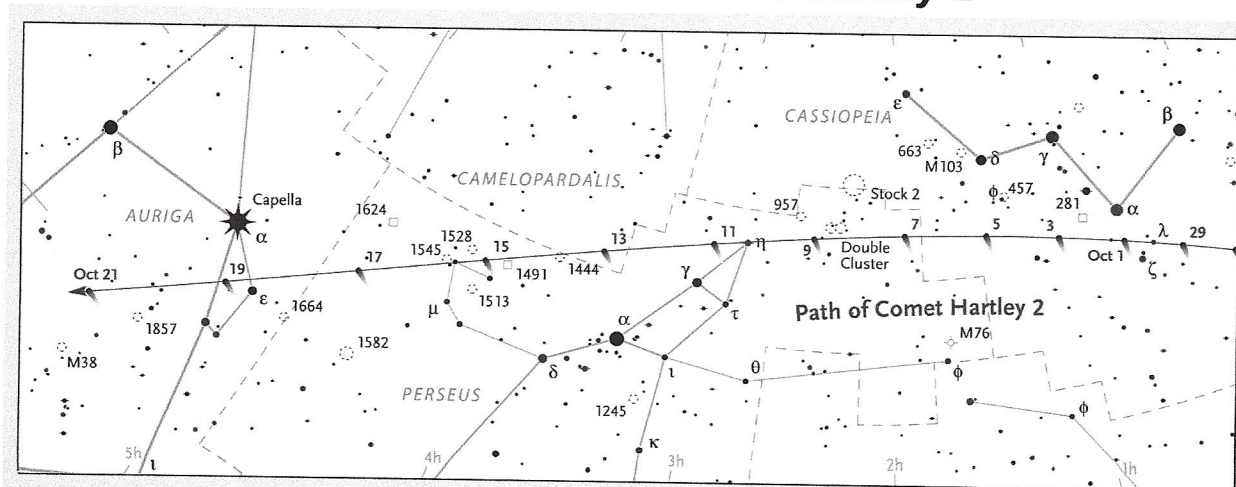 CASSIOPEIA
ε
β
β
663
M103
δ
γ
CAMELOPARDALIS
Stock 2
φ
457
281
α
Capella
957
AURIGA
α
1624
1528
1545
15
13
11
η
9
Double
Cluster
7
5
3
Oct 1
λ
29
ζ
17
1491
1444
Oct 21
19
ε
1664
1513
γ
τ
Path of Comet Hartley 2
μ
α
M76
1857
M38
1582
δ
ι
θ
φ
PERSEUS
1245
φ
κ
5h
ι
4h
3h
2h
1h